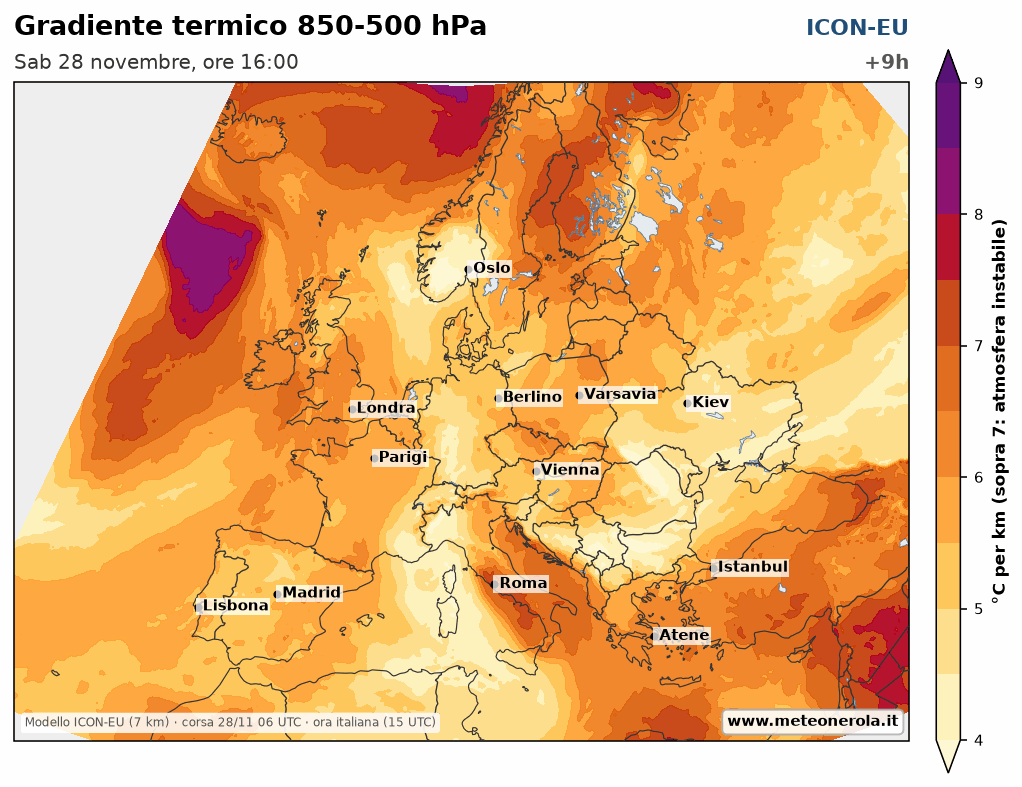 Gradiente termico 850-500 hPa
ICON-EU
Sab 28 novembre, ore 16:00
+9h
Oslo
Berlino
Varsavia
Kiev
Londra
Parigi
Vienna
Istanbul
Roma
Madrid
Lisbona
Atene
Modello ICON-EU (7 km) · corsa 28/11 06 UTC · ora italiana (15 UTC)
www.meteonerola.it
9
8
7
6
5
4
°C per km (sopra 7: atmosfera instabile)